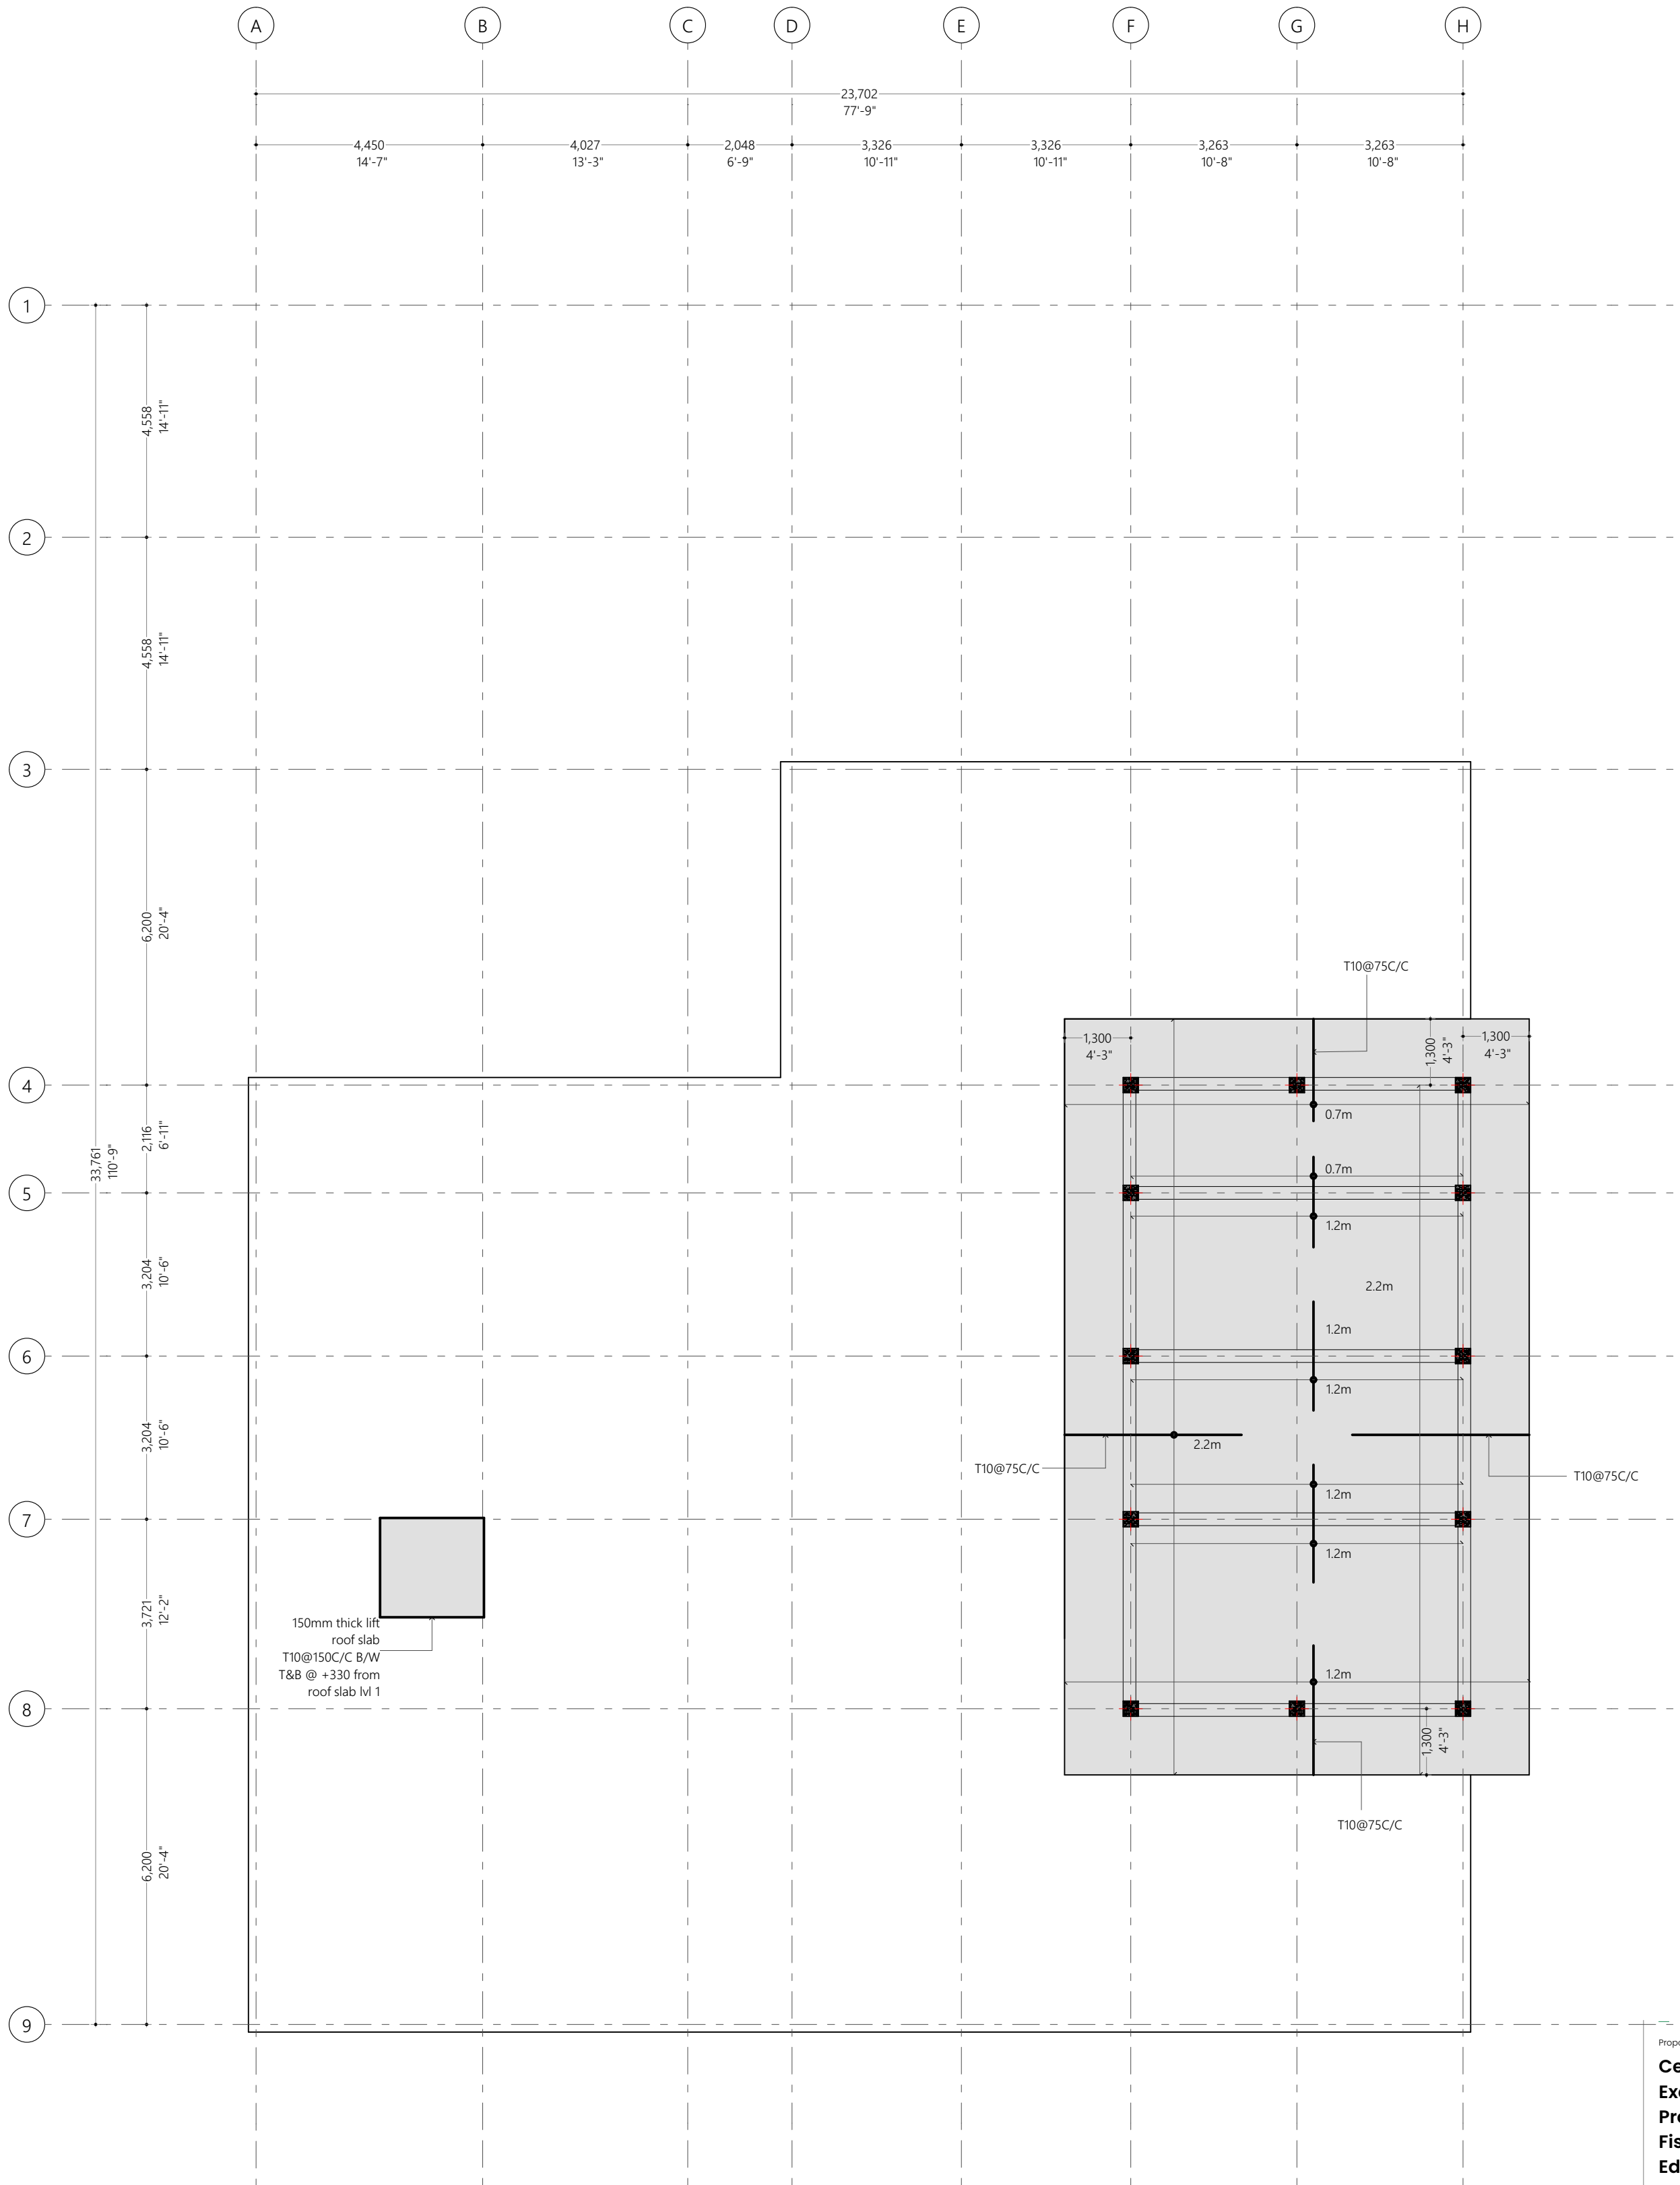 A
B
C
D
E
F
G
H
23,702
77'-9"
4,450
14'-7"
4,027
13'-3"
2,048
6'-9"
3,326
10'-11"
3,326
10'-11"
3,263
10'-8"
3,263
10'-8"
1
4,558
14'-11"
2
4,558
14'-11"
3
6,200
20'-4"
T10@75C/C
1,300
4'-3"
1,300
4'-3"
1,300
4'-3"
4
0.7m
2,116
6'-11"
33,761
110'-9"
0.7m
5
1.2m
3,204
10'-6"
2.2m
1.2m
6
1.2m
3,204
10'-6"
2.2m
T10@75C/C
T10@75C/C
1.2m
7
1.2m
3,721
12'-2"
150mm thick lift
roof slab
T10@150C/C B/W
T&B @ +330 from
roof slab lvl 1
1.2m
8
1,300
4'-3"
T10@75C/C
6,200
20'-4"
9